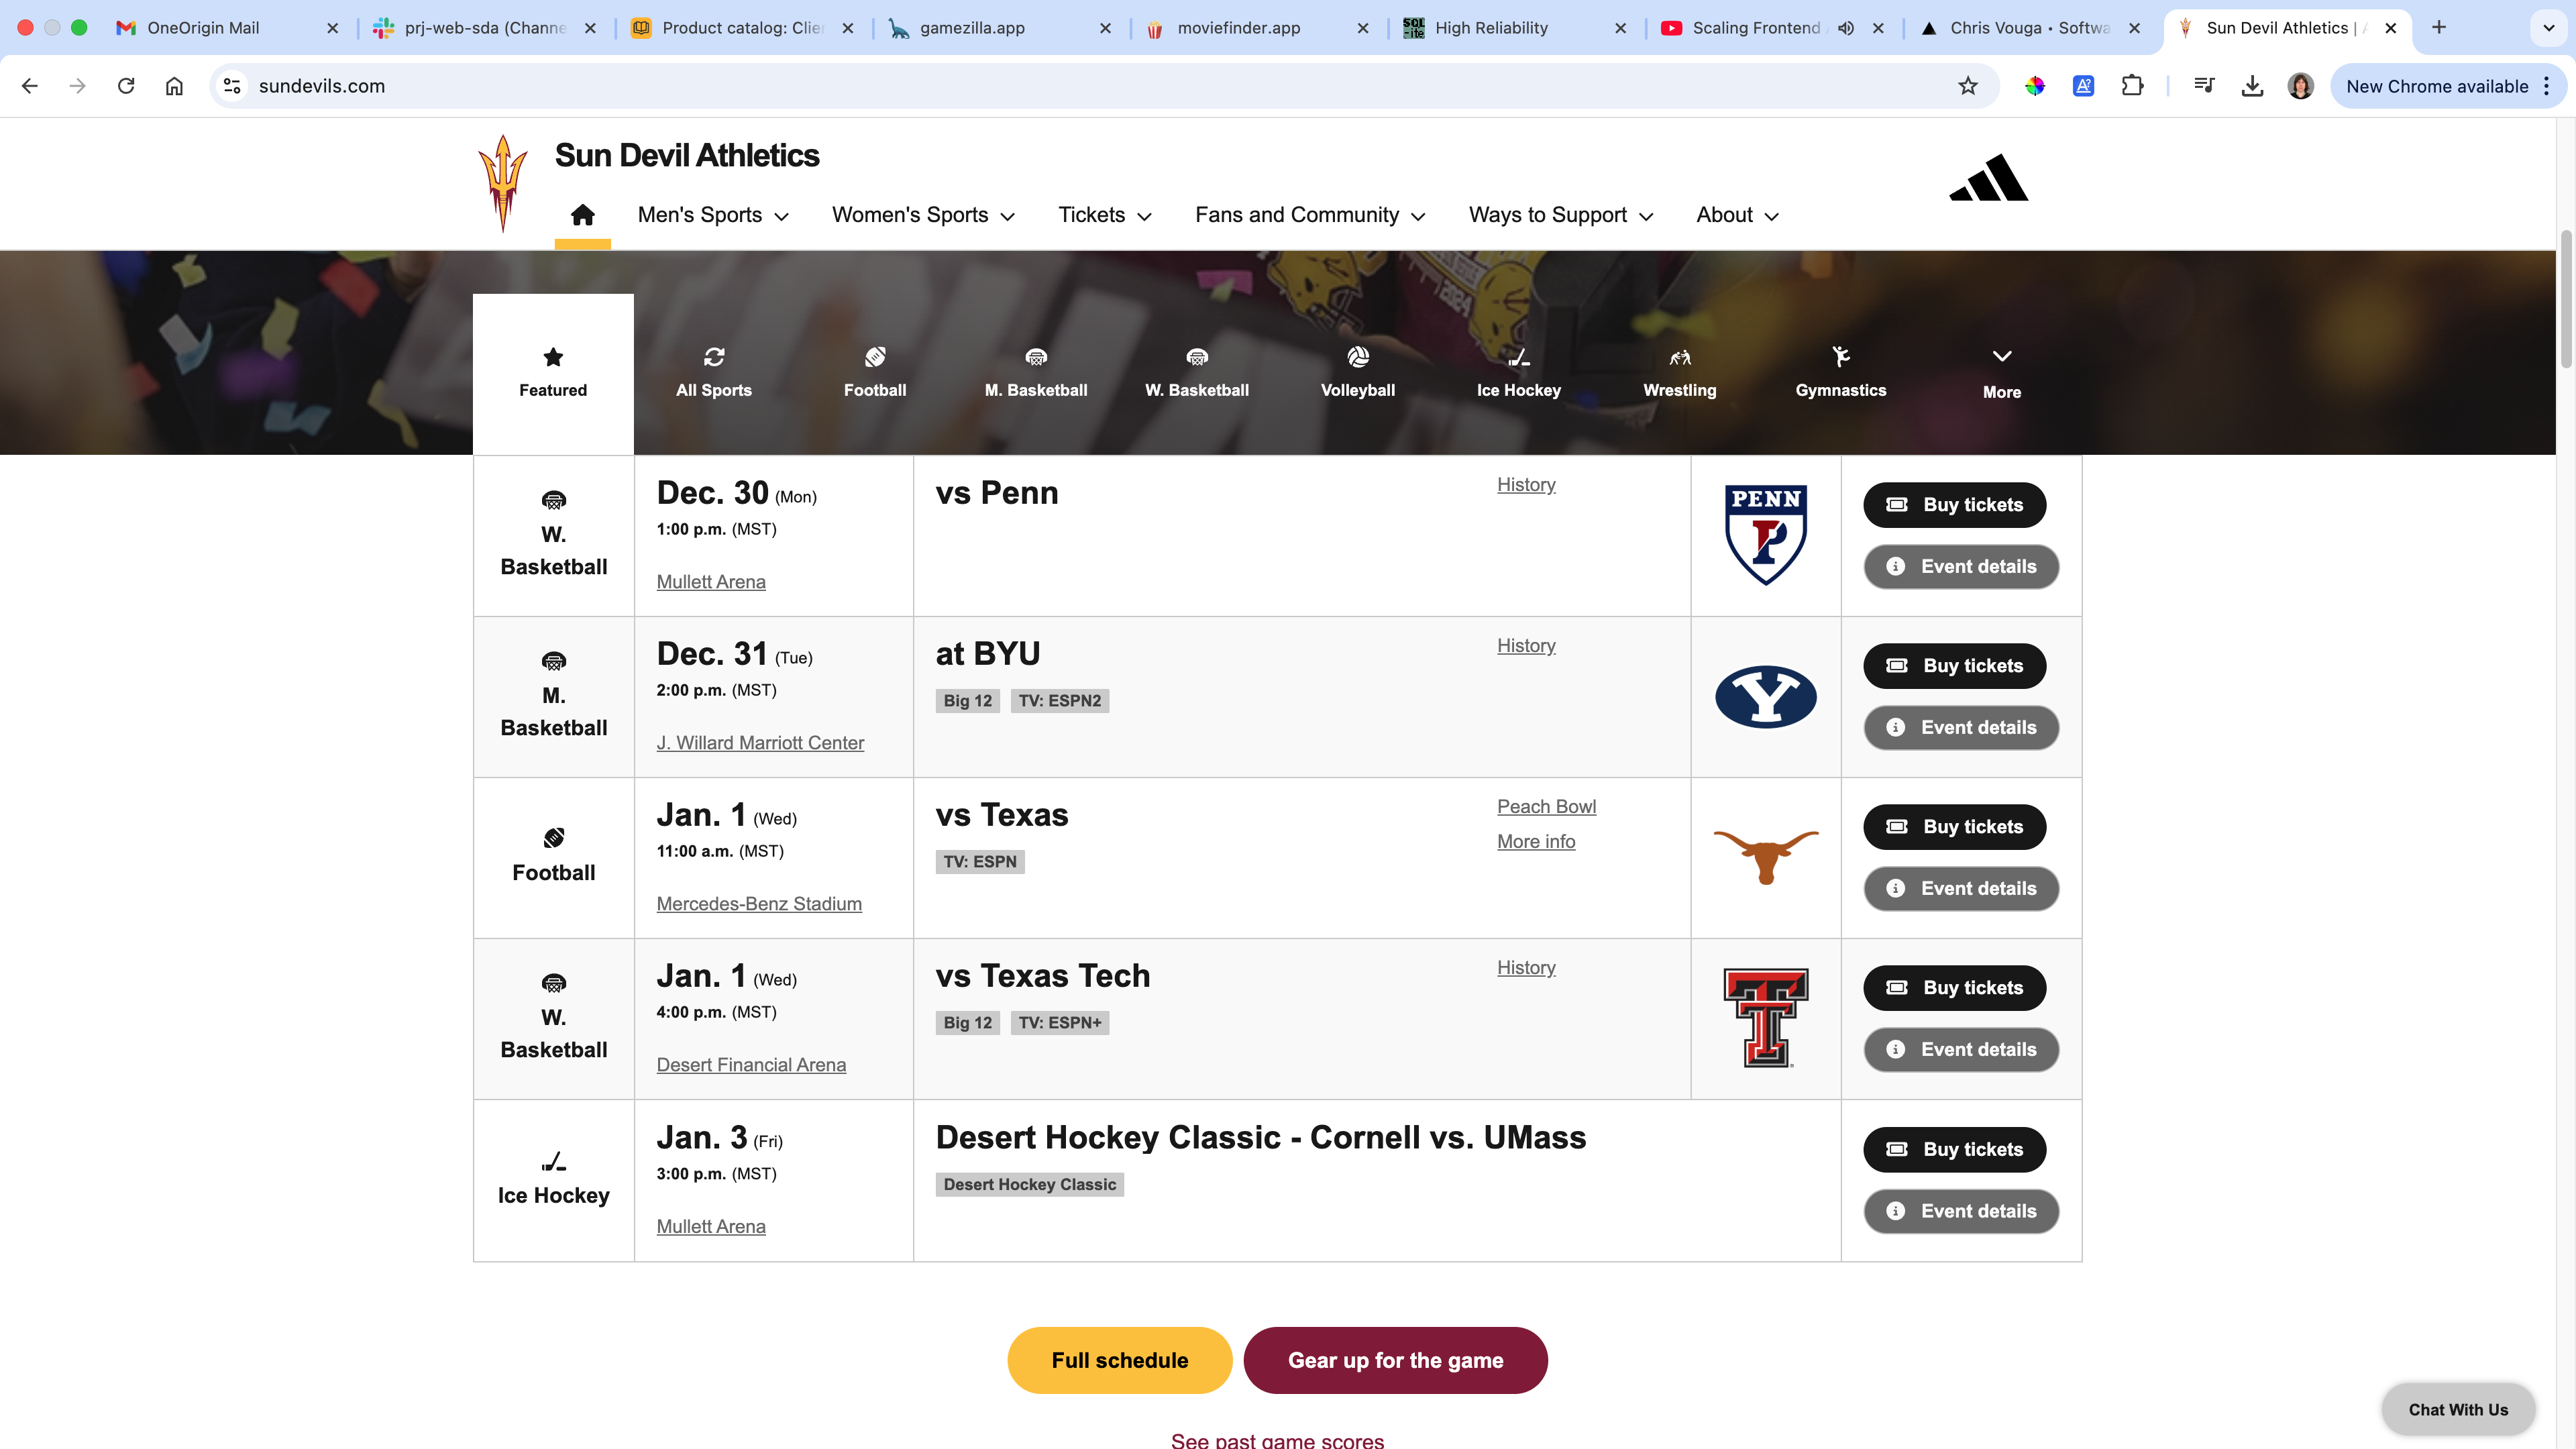 OneOrigin Mail
prj-web-sda (Channe
Product catalog: Clier
gamezilla.app
moviefinder.app
High Reliability
Scaling Frontend
Chris Vouga • Softwa
Sun Devil Athletics |
sundevils.com
New Chrome available
Sun Devil Athletics
Men's Sports
Women's Sports
Tickets
Fans and Community
Ways to Support
About
Featured
All Sports
Football
M. Basketball
W. Basketball
Volleyball
Ice Hockey
Wrestling
Gymnastics
More
W.
Basketball
Dec. 30 (Mon)
1:00 p.m. (MST)
Mullett Arena
vs Penn
History
PENN
P
Buy tickets
Event details
M.
Basketball
Dec. 31 (Tue)
2:00 p.m. (MST)
J. Willard Marriott Center
at BYU
Big 12 TV: ESPN2
History
Y
Buy tickets
Event details
Football
Jan. 1 (Wed)
11:00 a.m. (MST)
Mercedes-Benz Stadium
vs Texas
TV: ESPN
Peach Bowl
More info
Buy tickets
Event details
W.
Basketball
Jan. 1 (Wed)
4:00 p.m. (MST)
Desert Financial Arena
vs Texas Tech
Big 12 TV: ESPN+
History
Buy tickets
Event details
Ice Hockey
Jan. 3 (Fri)
3:00 p.m. (MST)
Mullett Arena
Desert Hockey Classic - Cornell vs. UMass
Desert Hockey Classic
Buy tickets
Event details
Full schedule
Gear up for the game
See past game scores
Chat With Us